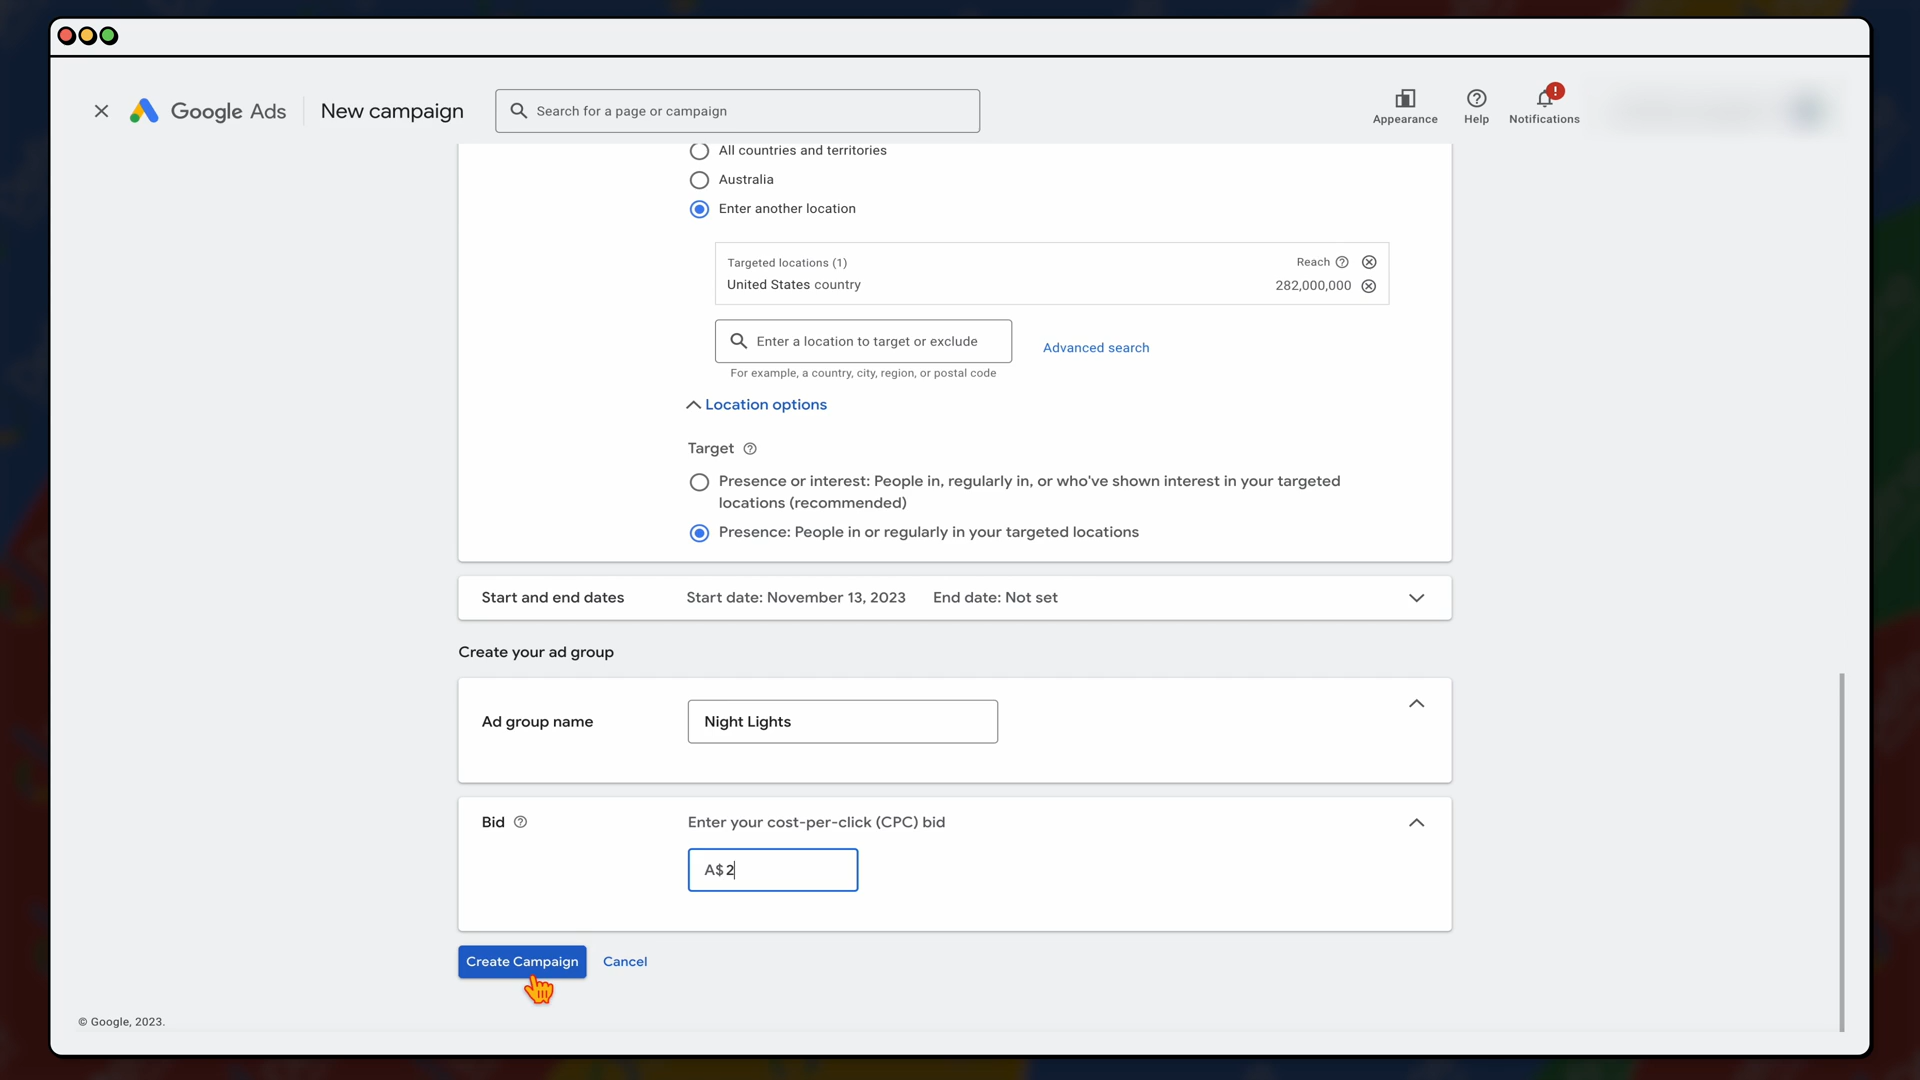 Google Ads
New campaign
Search for a page or campaign
Appearance
Help
Notifications
All countries and territories
Australia
Enter another location
Targeted locations (1)
Reach
United States country
282,000,000
Enter a location to target or exclude
Advanced search
For example, a country, city, region, or postal code
Location options
Target
Presence or interest: People in, regularly in, or who've shown interest in your targeted
locations (recommended)
Presence: People in or regularly in your targeted locations
Start and end dates
Start date: November 13, 2023
End date: Not set
Create your ad group
Ad group name
Night Lights
Bid
Enter your cost-per-click (CPC) bid
A$ 2
Create Campaign
Cancel
© Google, 2023.